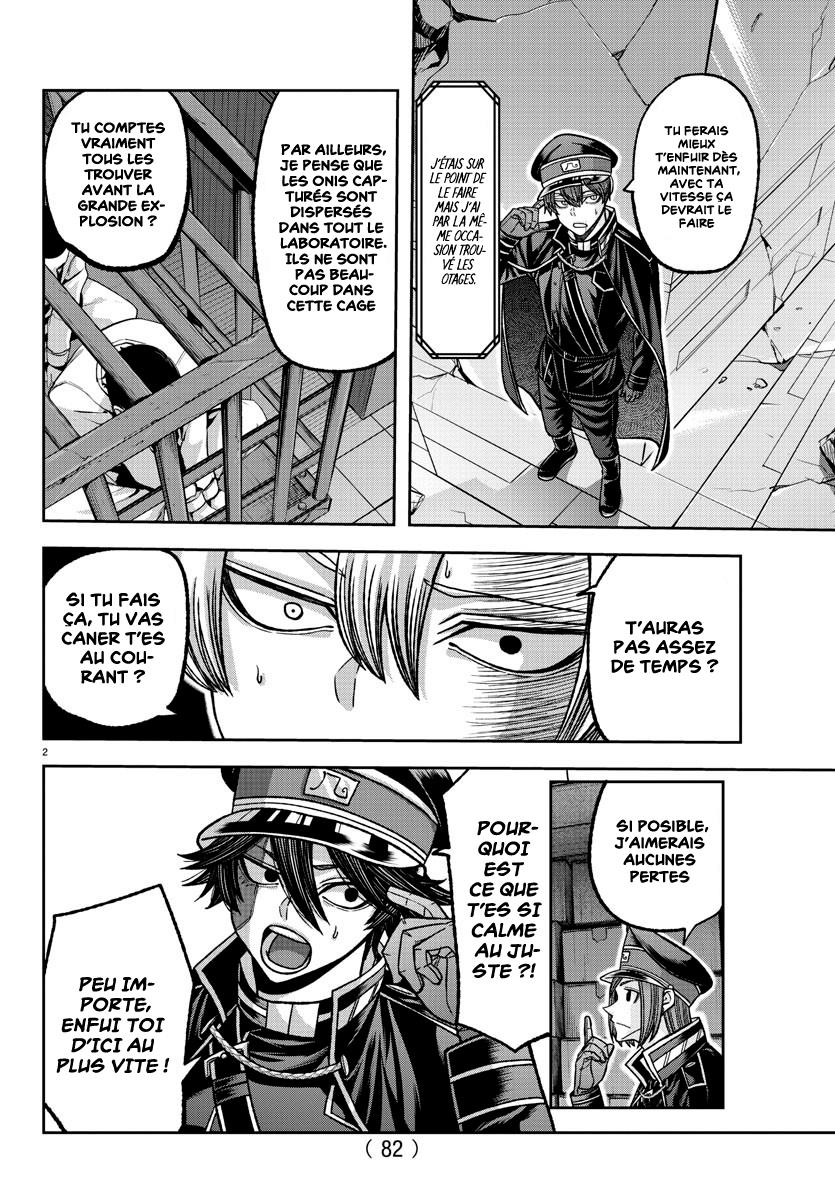 TU FERAIS
MIEUX
T'ENFUIR DÈS
MAINTENANT,
AVEC TA
VITESSE ÇA
DEVRAIT LE
FAIRE
J'ÉTAIS SUR
LE POINT DE
LE FAIRE
MAIS J'AI
PAR LA MÊ-
ME OCCA-
SION TROU-
VÉ LES
OTAGES.
PAR AILLEURS,
JE PENSE QUE
LES ONIS CAP-
TURÉS SONT
DISPERSÉS
DANS TOUT LE
LABORATOIRE.
ILS NE SONT
PAS BEAU-
COUP DANS
CETTE CAGE
TU COMPTES
VRAIMENT
TOUS LES
TROUVER
AVANT LA
GRANDE EX-
PLOSION ?
T'AURAS
PAS ASSEZ
DE TEMPS ?
SI TU FAIS
ÇA, TU VAS
CANER T'ES
AU COU-
RANT ?
2
SI POSIBLE,
J'AIMERAIS
AUCUNES
PERTES
POUR-
QUOI
EST
CE QUE
T'ES SI
CALME
AU JU-
STE ?!
PEU IM-
PORTE,
ENFUI TOI
D'ICI AU
PLUS VITE !
( 82 )